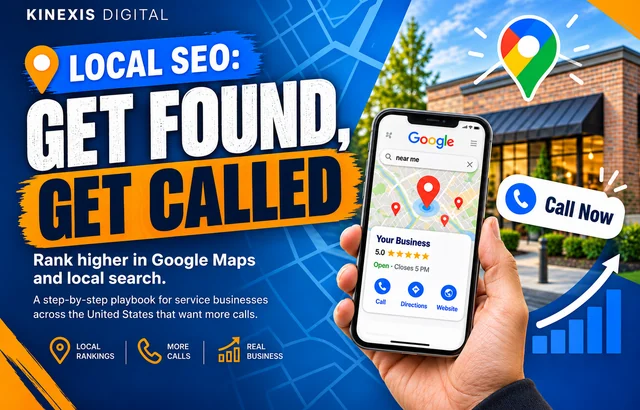 KINEXIS DIGITAL
LOCAL SEO:
GET FOUND,
GET CALLED
Rank higher in Google Maps
and local search.
A step-by-step playbook for service businesses
across the United States that want more calls.
LOCAL
RANKINGS
MORE
CALLS
REAL
BUSINESS
Google
near me
Your Business
5.0
Open · Closes 5 PM
Call
Directions
Website
Call Now